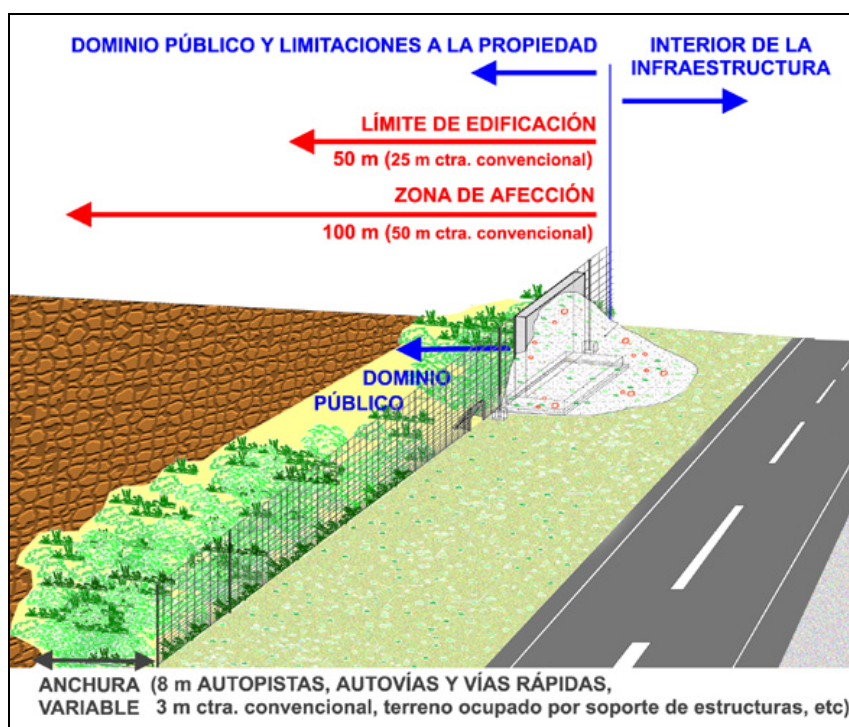 DOMINIO PÚBLICO Y LIMITACIONES A LA PROPIEDAD
INTERIOR DE LA
INFRAESTRUCTURA
LÍMITE DE EDIFICACIÓN
50 m (25 m ctra. convencional)
ZONA DE AFECCIÓN
100 m (50 m ctra. convencional)
DOMINIO
PÚBLICO
ANCHURA (8 m AUTOPISTAS, AUTOVÍAS Y VÍAS RÁPIDAS,
VARIABLE 3 m ctra. convencional, terreno ocupado por soporte de estructuras, etc)